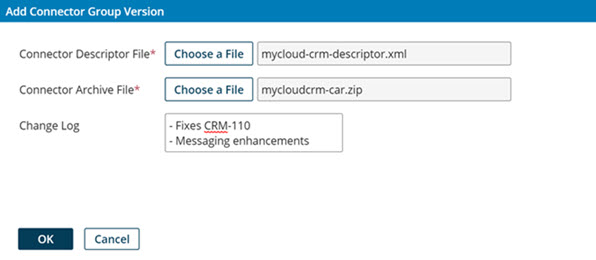 Add Connector Group Version
Connector Descriptor File* Choose a File mycloud-crm-descriptor.xml
Connector Archive File* Choose a File mycloudcrm-car.zip
Change Log - Fixes CRM-110
- Messaging enhancements
OK Cancel